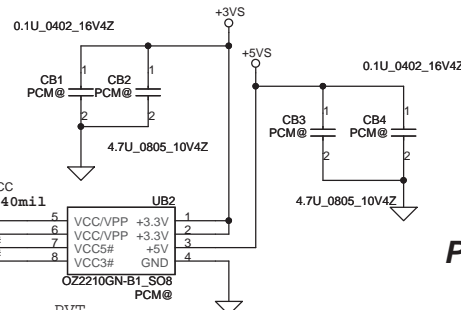 +3VS
0.1U_0402_16V4Z
+5VS
0.1U_0402_16V4Z
CB1
PCM@
1
2
CB2
PCM@
1
2
4.7U_0805_10V4Z
CB3
PCM@
1
2
CB4
PCM@
1
2
4.7U_0805_10V4Z
CC
40mil
UB2
5 VCC/VPP +3.3V 1
6 VCC/VPP +3.3V 2
7 VCC5# +5V 3
8 VCC3# GND 4
OZ2210GN-B1_SO8
PCM@
P